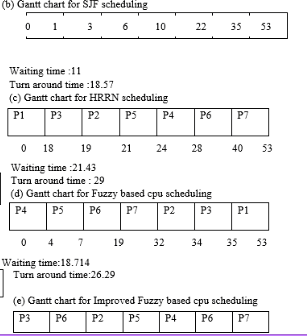 (b) Gantt chart for SJF scheduling
0 1 3 6 10 22 35 53
Waiting time :11
Turn around time :18.57
(c) Gantt chart for HRRN scheduling
P1 P3 P2 P5 P4 P6 P7
0 18 19 21 24 28 40 53
Waiting time :21.43
Turn around time : 29
(d) Gantt chart for Fuzzy based cpu scheduling
P4 P5 P6 P7 P2 P3 P1
0 4 7 19 32 34 35 53
Waiting time:18.714
Turn around time:26.29
(e) Gantt chart for Improved Fuzzy based cpu scheduling
P3 P6 P2 P5 P4 P6 P7